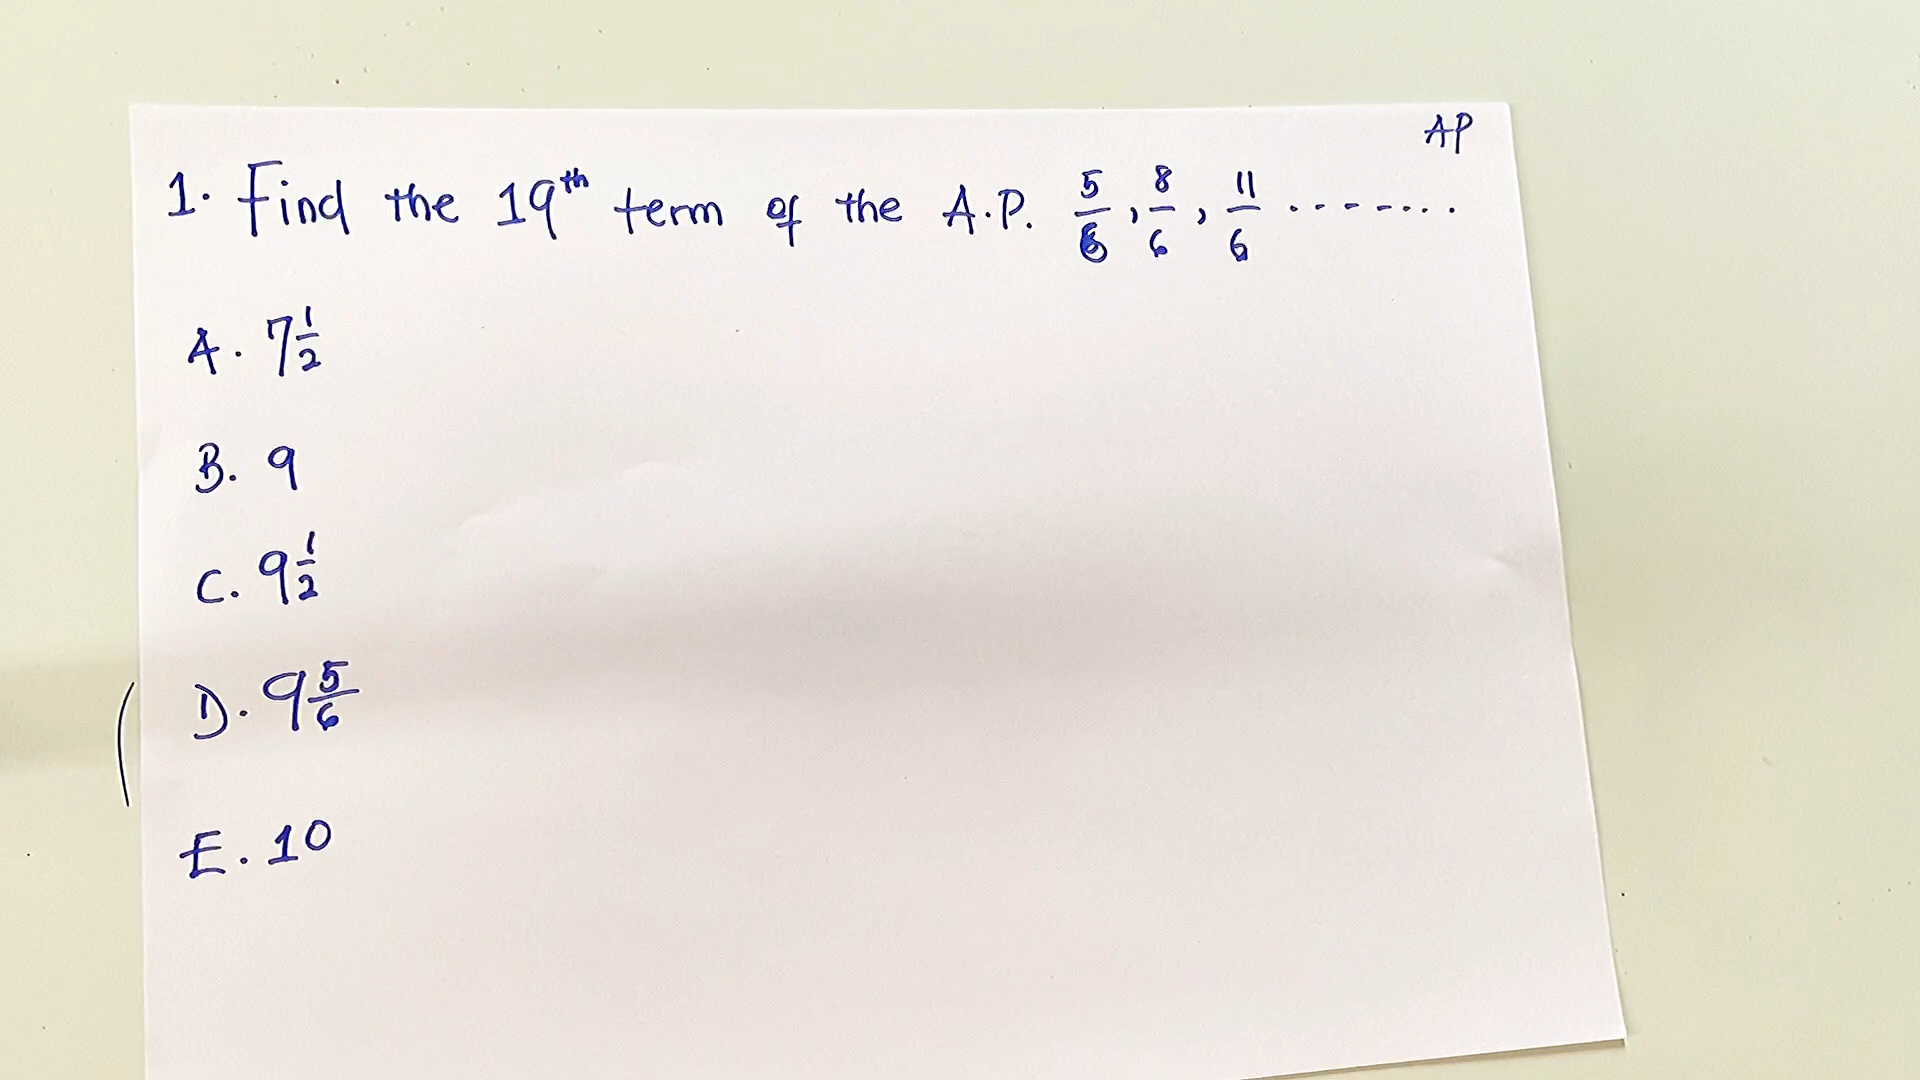 AP
1. Find the 19th term of the A.P. 5/6, 8/6, 11/6 ........
A. 7 1/2
B. 9
C. 9 1/2
D. 9 5/6
E. 10